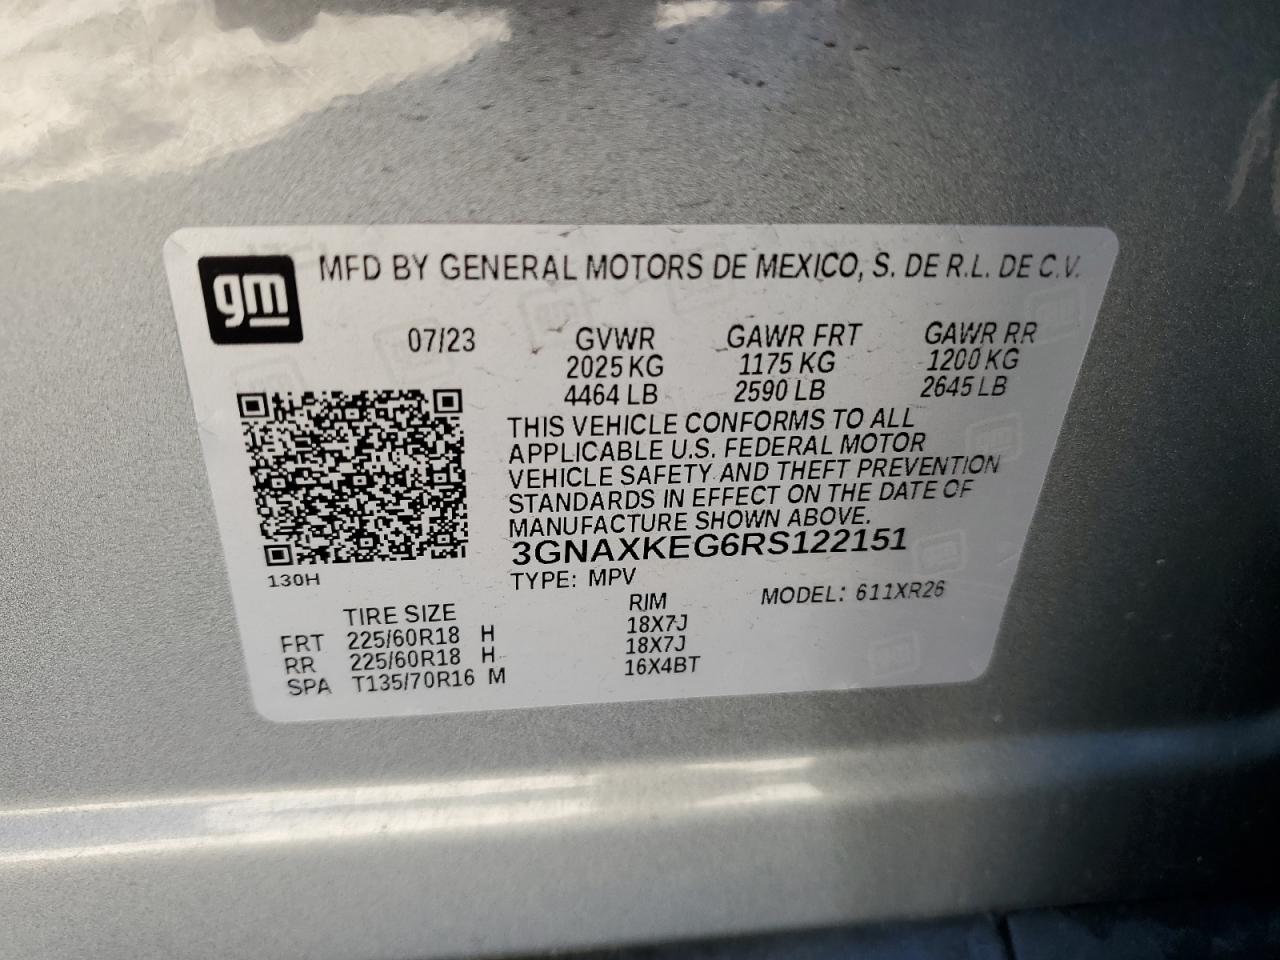 gm
MFD BY GENERAL MOTORS DE MEXICO, S. DE R.L. DE C.V.
07/23 GVWR GAWR FRT GAWR RR
2025 KG 1175 KG 1200 KG
4464 LB 2590 LB 2645 LB
THIS VEHICLE CONFORMS TO ALL
APPLICABLE U.S. FEDERAL MOTOR
VEHICLE SAFETY AND THEFT PREVENTION
STANDARDS IN EFFECT ON THE DATE OF
MANUFACTURE SHOWN ABOVE.
3GNAXKEG6RS122151
130H
TYPE: MPV MODEL: 611XR26
TIRE SIZE RIM
FRT 225/60R18 H 18X7J
RR 225/60R18 H 18X7J
SPA T135/70R16 M 16X4BT